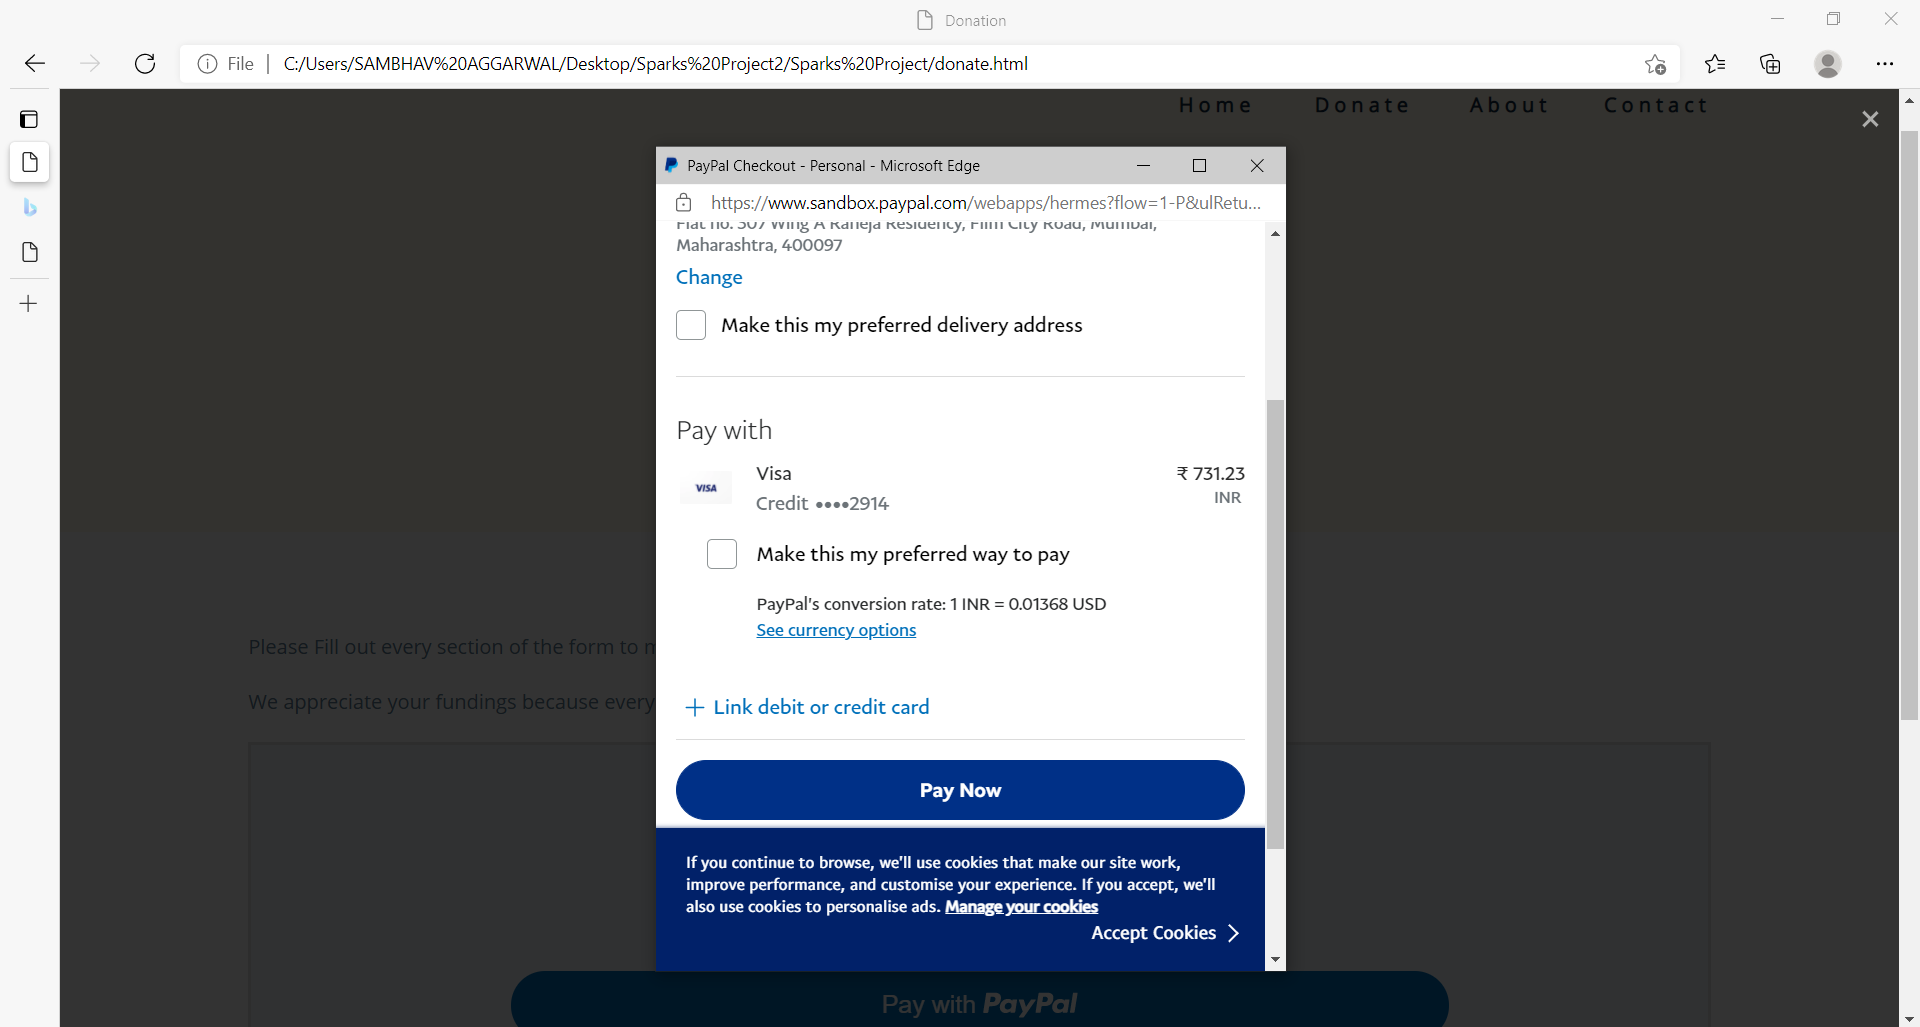 Donation
File
C:/Users/SAMBHAV%20AGGARWAL/Desktop/Sparks%20Project2/Sparks%20Project/donate.html
Home Donate About Contact
PayPal Checkout - Personal - Microsoft Edge
https://www.sandbox.paypal.com/webapps/hermes?flow=1-P&ulRetu...
Flat no. 507 Wing A Raheja Residency, Film City Road, Mumbai,
Maharashtra, 400097
Change
Make this my preferred delivery address
Pay with
VISA
Visa
₹ 731.23
Credit ••••2914
INR
Make this my preferred way to pay
PayPal's conversion rate: 1 INR = 0.01368 USD
See currency options
Please Fill out every section of the form to
We appreciate your fundings because every
+ Link debit or credit card
Pay Now
If you continue to browse, we'll use cookies that make our site work,
improve performance, and customise your experience. If you accept, we'll
also use cookies to personalise ads. Manage your cookies
Accept Cookies
Pay with PayPal